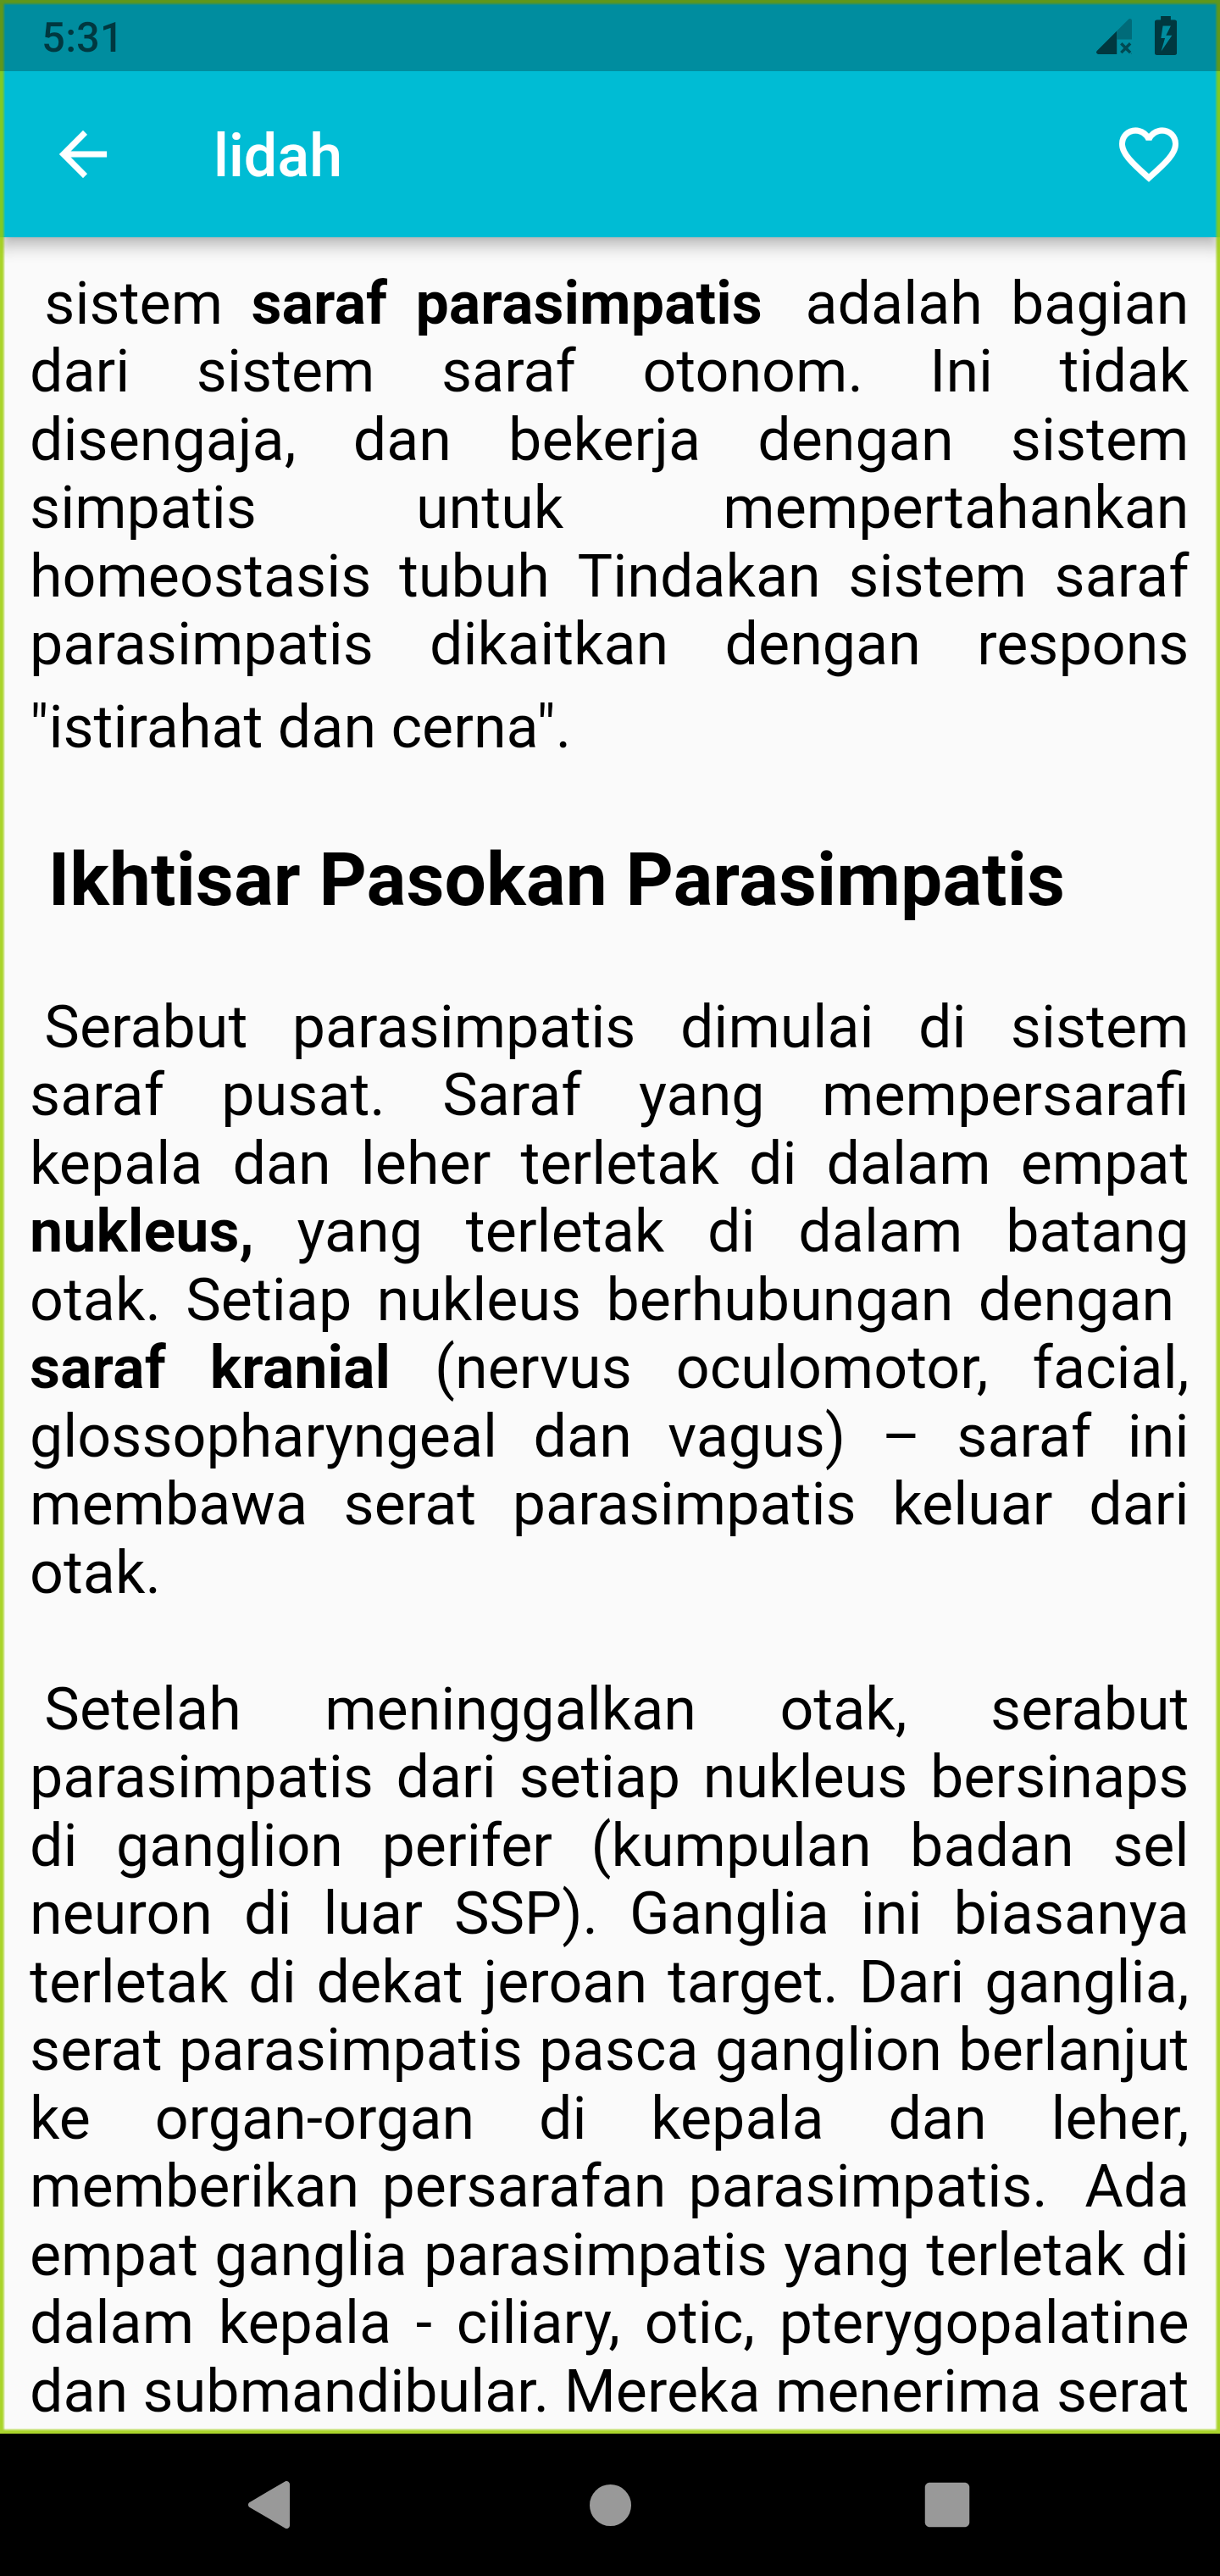 5:31
lidah
sistem saraf parasimpatis adalah bagian
dari sistem saraf otonom. Ini tidak
disengaja, dan bekerja dengan sistem
simpatis untuk mempertahankan
homeostasis tubuh Tindakan sistem saraf
parasimpatis dikaitkan dengan respons
"istirahat dan cerna".
Ikhtisar Pasokan Parasimpatis
Serabut parasimpatis dimulai di sistem
saraf pusat. Saraf yang mempersarafi
kepala dan leher terletak di dalam empat
nukleus, yang terletak di dalam batang
otak. Setiap nukleus berhubungan dengan
saraf kranial (nervus oculomotor, facial,
glossopharyngeal dan vagus) – saraf ini
membawa serat parasimpatis keluar dari
otak.
Setelah meninggalkan otak, serabut
parasimpatis dari setiap nukleus bersinaps
di ganglion perifer (kumpulan badan sel
neuron di luar SSP). Ganglia ini biasanya
terletak di dekat jeroan target. Dari ganglia,
serat parasimpatis pasca ganglion berlanjut
ke organ-organ di kepala dan leher,
memberikan persarafan parasimpatis. Ada
empat ganglia parasimpatis yang terletak di
dalam kepala - ciliary, otic, pterygopalatine
dan submandibular. Mereka menerima serat